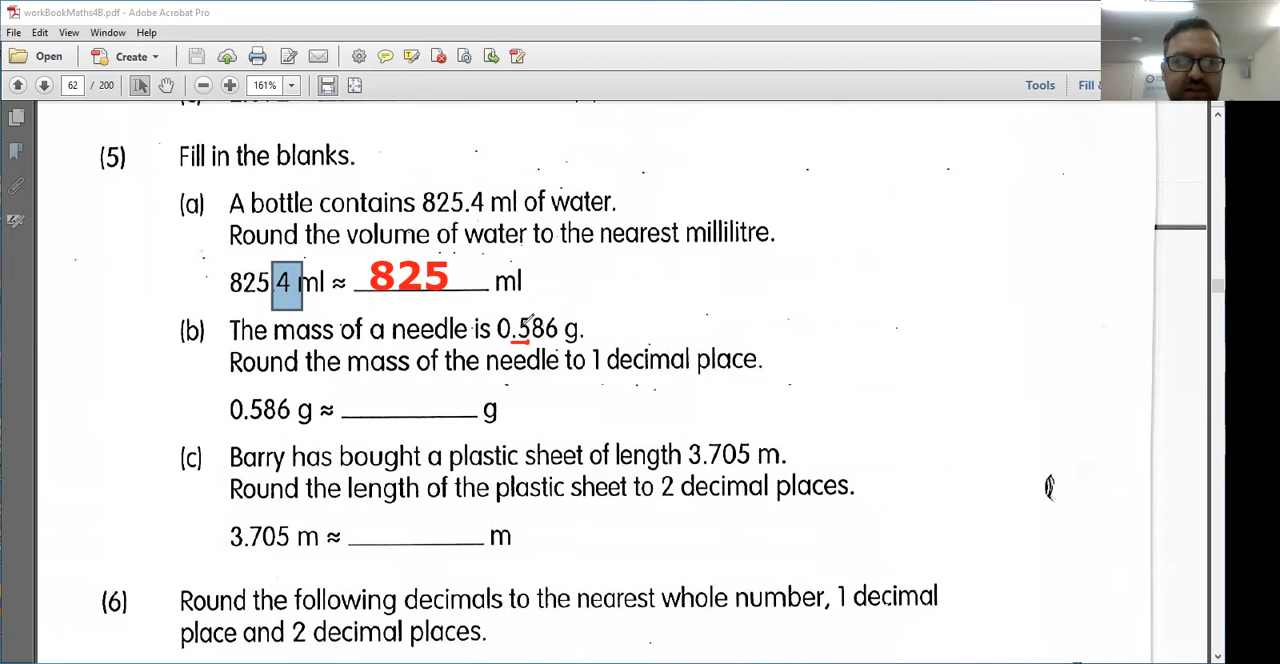 workBookMaths4B.pdf - Adobe Acrobat Pro
File Edit View Window Help
Open Create
62 / 200 161% Tools Fill &
(5) Fill in the blanks.
(a) A bottle contains 825.4 ml of water.
Round the volume of water to the nearest millilitre.
825.4 ml ≈ 825 ml
(b) The mass of a needle is 0.586 g.
Round the mass of the needle to 1 decimal place.
0.586 g ≈ __________ g
(c) Barry has bought a plastic sheet of length 3.705 m.
Round the length of the plastic sheet to 2 decimal places.
3.705 m ≈ __________ m
(6) Round the following decimals to the nearest whole number, 1 decimal
place and 2 decimal places.